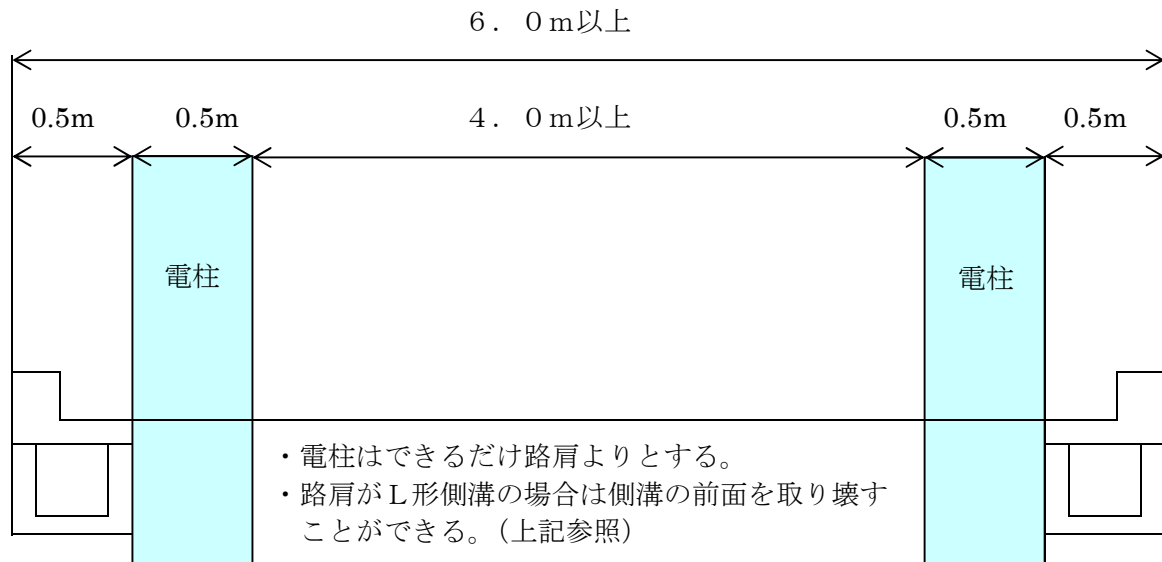 ６．０ｍ以上
0.5m 0.5m ４．０ｍ以上 0.5m 0.5m
電柱 電柱
・電柱はできるだけ路肩よりとする。
・路肩がＬ形側溝の場合は側溝の前面を取り壊す
ことができる。（上記参照）